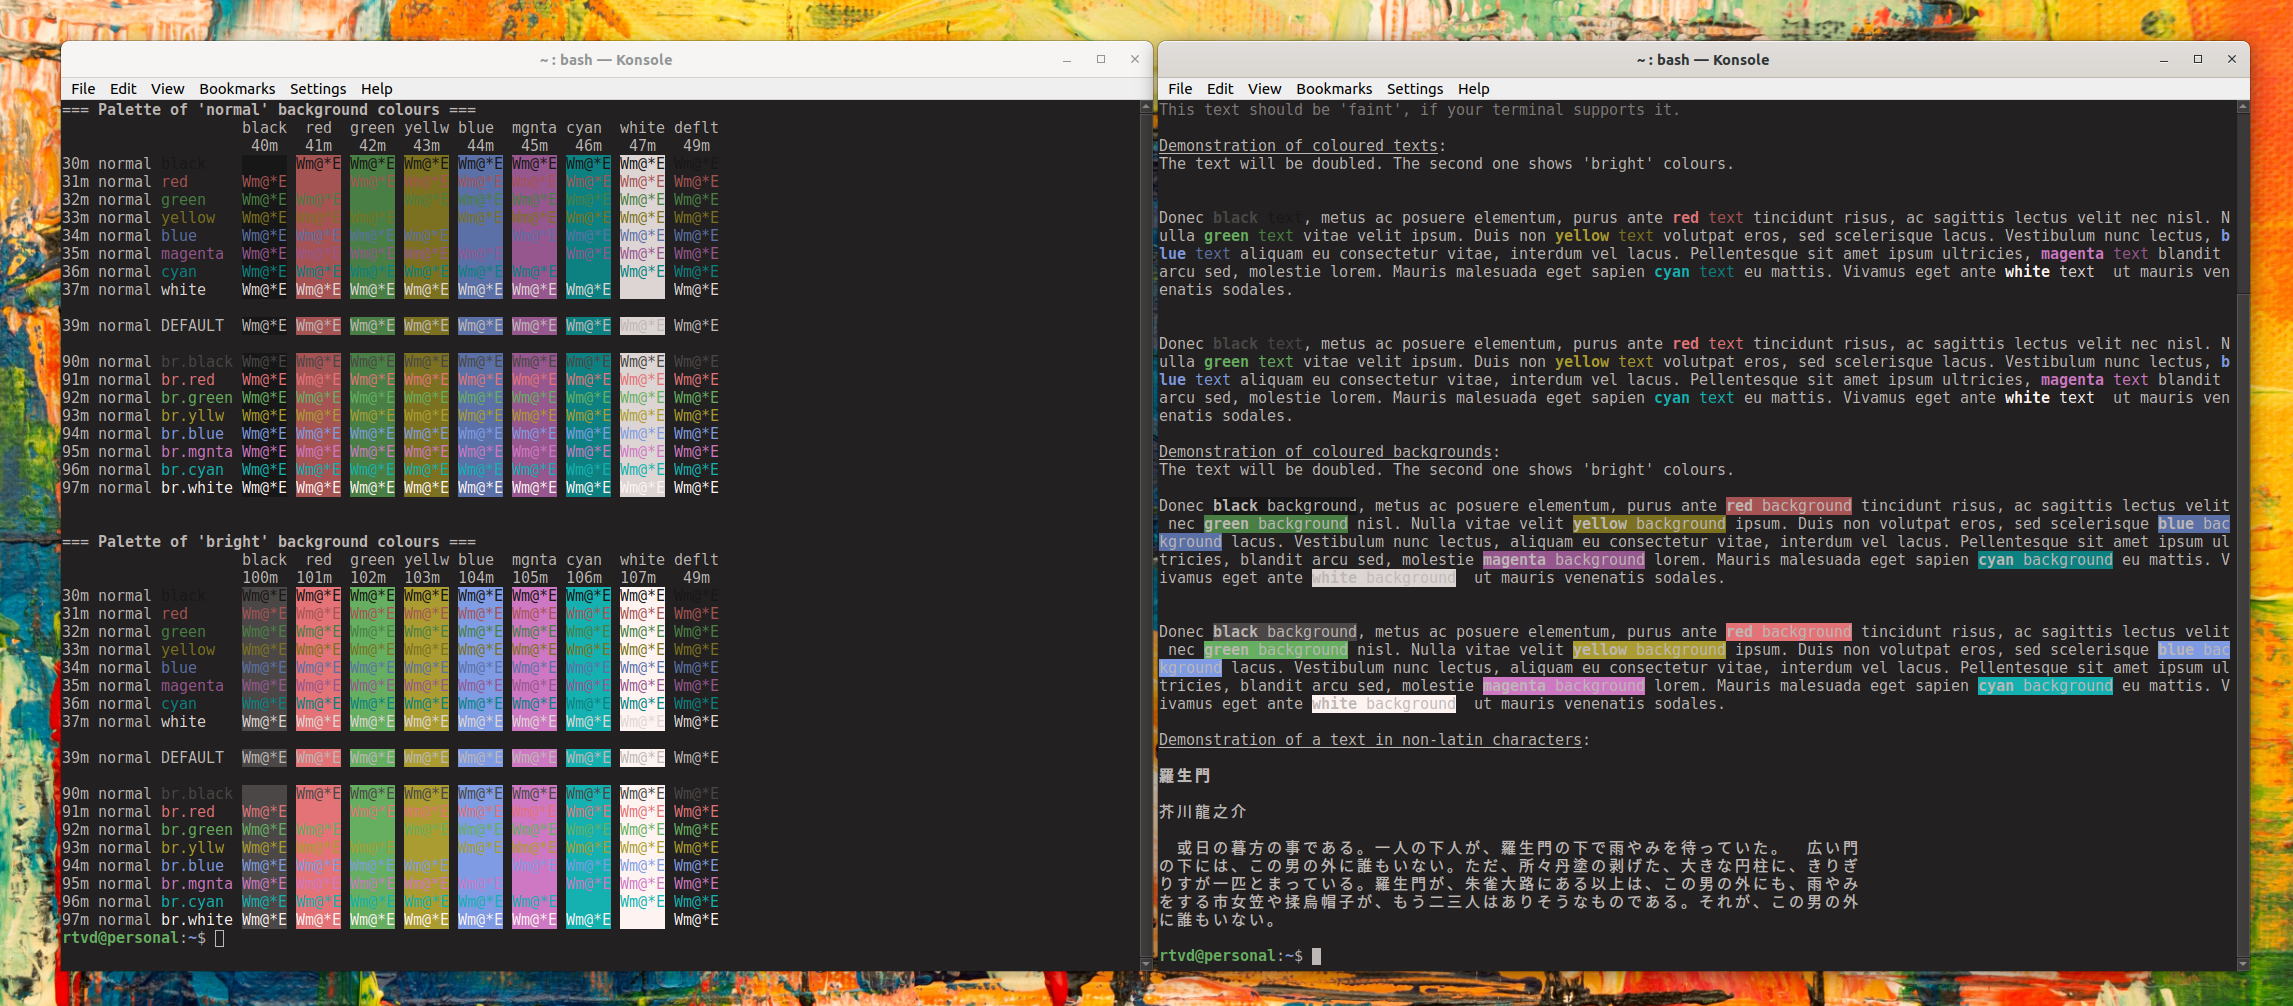 ~ : bash — Konsole
File Edit View Bookmarks Settings Help
=== Palette of 'normal' background colours ===
black red green yellw blue mgnta cyan white deflt
40m 41m 42m 43m 44m 45m 46m 47m 49m
30m normal black Wm@*E Wm@*E Wm@*E Wm@*E Wm@*E Wm@*E Wm@*E Wm@*E
31m normal red Wm@*E Wm@*E Wm@*E Wm@*E Wm@*E Wm@*E Wm@*E Wm@*E
32m normal green Wm@*E Wm@*E Wm@*E Wm@*E Wm@*E Wm@*E Wm@*E Wm@*E
33m normal yellow Wm@*E Wm@*E Wm@*E Wm@*E Wm@*E Wm@*E Wm@*E Wm@*E
34m normal blue Wm@*E Wm@*E Wm@*E Wm@*E Wm@*E Wm@*E Wm@*E Wm@*E
35m normal magenta Wm@*E Wm@*E Wm@*E Wm@*E Wm@*E Wm@*E Wm@*E Wm@*E
36m normal cyan Wm@*E Wm@*E Wm@*E Wm@*E Wm@*E Wm@*E Wm@*E Wm@*E
37m normal white Wm@*E Wm@*E Wm@*E Wm@*E Wm@*E Wm@*E Wm@*E Wm@*E
39m normal DEFAULT Wm@*E Wm@*E Wm@*E Wm@*E Wm@*E Wm@*E Wm@*E Wm@*E Wm@*E
90m normal br.black Wm@*E Wm@*E Wm@*E Wm@*E Wm@*E Wm@*E Wm@*E Wm@*E Wm@*E
91m normal br.red Wm@*E Wm@*E Wm@*E Wm@*E Wm@*E Wm@*E Wm@*E Wm@*E Wm@*E
92m normal br.green Wm@*E Wm@*E Wm@*E Wm@*E Wm@*E Wm@*E Wm@*E Wm@*E Wm@*E
93m normal br.yllw Wm@*E Wm@*E Wm@*E Wm@*E Wm@*E Wm@*E Wm@*E Wm@*E Wm@*E
94m normal br.blue Wm@*E Wm@*E Wm@*E Wm@*E Wm@*E Wm@*E Wm@*E Wm@*E Wm@*E
95m normal br.mgnta Wm@*E Wm@*E Wm@*E Wm@*E Wm@*E Wm@*E Wm@*E Wm@*E Wm@*E
96m normal br.cyan Wm@*E Wm@*E Wm@*E Wm@*E Wm@*E Wm@*E Wm@*E Wm@*E Wm@*E
97m normal br.white Wm@*E Wm@*E Wm@*E Wm@*E Wm@*E Wm@*E Wm@*E Wm@*E Wm@*E
=== Palette of 'bright' background colours ===
black red green yellw blue mgnta cyan white deflt
100m 101m 102m 103m 104m 105m 106m 107m 49m
30m normal black Wm@*E Wm@*E Wm@*E Wm@*E Wm@*E Wm@*E Wm@*E Wm@*E Wm@*E
31m normal red Wm@*E Wm@*E Wm@*E Wm@*E Wm@*E Wm@*E Wm@*E Wm@*E Wm@*E
32m normal green Wm@*E Wm@*E Wm@*E Wm@*E Wm@*E Wm@*E Wm@*E Wm@*E Wm@*E
33m normal yellow Wm@*E Wm@*E Wm@*E Wm@*E Wm@*E Wm@*E Wm@*E Wm@*E Wm@*E
34m normal blue Wm@*E Wm@*E Wm@*E Wm@*E Wm@*E Wm@*E Wm@*E Wm@*E Wm@*E
35m normal magenta Wm@*E Wm@*E Wm@*E Wm@*E Wm@*E Wm@*E Wm@*E Wm@*E Wm@*E
36m normal cyan Wm@*E Wm@*E Wm@*E Wm@*E Wm@*E Wm@*E Wm@*E Wm@*E Wm@*E
37m normal white Wm@*E Wm@*E Wm@*E Wm@*E Wm@*E Wm@*E Wm@*E Wm@*E Wm@*E
39m normal DEFAULT Wm@*E Wm@*E Wm@*E Wm@*E Wm@*E Wm@*E Wm@*E Wm@*E Wm@*E
90m normal br.black Wm@*E Wm@*E Wm@*E Wm@*E Wm@*E Wm@*E Wm@*E Wm@*E
91m normal br.red Wm@*E Wm@*E Wm@*E Wm@*E Wm@*E Wm@*E Wm@*E Wm@*E
92m normal br.green Wm@*E Wm@*E Wm@*E Wm@*E Wm@*E Wm@*E Wm@*E Wm@*E
93m normal br.yllw Wm@*E Wm@*E Wm@*E Wm@*E Wm@*E Wm@*E Wm@*E Wm@*E
94m normal br.blue Wm@*E Wm@*E Wm@*E Wm@*E Wm@*E Wm@*E Wm@*E Wm@*E
95m normal br.mgnta Wm@*E Wm@*E Wm@*E Wm@*E Wm@*E Wm@*E Wm@*E Wm@*E
96m normal br.cyan Wm@*E Wm@*E Wm@*E Wm@*E Wm@*E Wm@*E Wm@*E Wm@*E
97m normal br.white Wm@*E Wm@*E Wm@*E Wm@*E Wm@*E Wm@*E Wm@*E Wm@*E
rtvd@personal:~$
~ : bash — Konsole
File Edit View Bookmarks Settings Help
This text should be 'faint', if your terminal supports it.
Demonstration of coloured texts:
The text will be doubled. The second one shows 'bright' colours.
Donec black text, metus ac posuere elementum, purus ante red text tincidunt risus, ac sagittis lectus velit nec nisl. N
ulla green text vitae velit ipsum. Duis non yellow text volutpat eros, sed scelerisque lacus. Vestibulum nunc lectus, b
lue text aliquam eu consectetur vitae, interdum vel lacus. Pellentesque sit amet ipsum ultricies, magenta text blandit
arcu sed, molestie lorem. Mauris malesuada eget sapien cyan text eu mattis. Vivamus eget ante white text  ut mauris ven
enatis sodales.
Donec black text, metus ac posuere elementum, purus ante red text tincidunt risus, ac sagittis lectus velit nec nisl. N
ulla green text vitae velit ipsum. Duis non yellow text volutpat eros, sed scelerisque lacus. Vestibulum nunc lectus, b
lue text aliquam eu consectetur vitae, interdum vel lacus. Pellentesque sit amet ipsum ultricies, magenta text blandit
arcu sed, molestie lorem. Mauris malesuada eget sapien cyan text eu mattis. Vivamus eget ante white text  ut mauris ven
enatis sodales.
Demonstration of coloured backgrounds:
The text will be doubled. The second one shows 'bright' colours.
Donec black background, metus ac posuere elementum, purus ante red background tincidunt risus, ac sagittis lectus velit
nec green background nisl. Nulla vitae velit yellow background ipsum. Duis non volutpat eros, sed scelerisque blue bac
kground lacus. Vestibulum nunc lectus, aliquam eu consectetur vitae, interdum vel lacus. Pellentesque sit amet ipsum ul
tricies, blandit arcu sed, molestie magenta background lorem. Mauris malesuada eget sapien cyan background eu mattis. V
ivamus eget ante white background  ut mauris venenatis sodales.
Donec black background, metus ac posuere elementum, purus ante red background tincidunt risus, ac sagittis lectus velit
nec green background nisl. Nulla vitae velit yellow background ipsum. Duis non volutpat eros, sed scelerisque blue bac
kground lacus. Vestibulum nunc lectus, aliquam eu consectetur vitae, interdum vel lacus. Pellentesque sit amet ipsum ul
tricies, blandit arcu sed, molestie magenta background lorem. Mauris malesuada eget sapien cyan background eu mattis. V
ivamus eget ante white background  ut mauris venenatis sodales.
Demonstration of a text in non-latin characters:
羅生門
芥川龍之介
　或日の暮方の事である。一人の下人が、羅生門の下で雨やみを待っていた。　広い門
の下には、この男の外に誰もいない。ただ、所々丹塗の剥げた、大きな円柱に、きりぎ
りすが一匹とまっている。羅生門が、朱雀大路にある以上は、この男の外にも、雨やみ
をする市女笠や揉烏帽子が、もう二三人はありそうなものである。それが、この男の外
に誰もいない。
rtvd@personal:~$